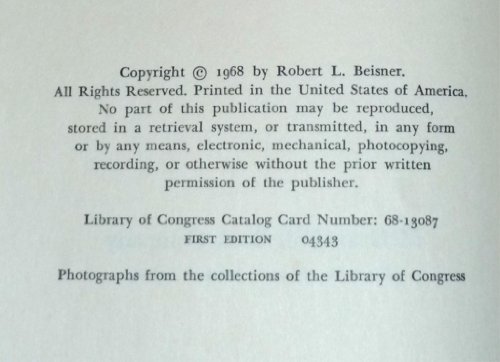 Copyright © 1968 by Robert L. Beisner.
All Rights Reserved. Printed in the United States of America.
No part of this publication may be reproduced,
stored in a retrieval system, or transmitted, in any form
or by any means, electronic, mechanical, photocopying,
recording, or otherwise without the prior written
permission of the publisher.
Library of Congress Catalog Card Number: 68-13087
FIRST EDITION 04343
Photographs from the collections of the Library of Congress